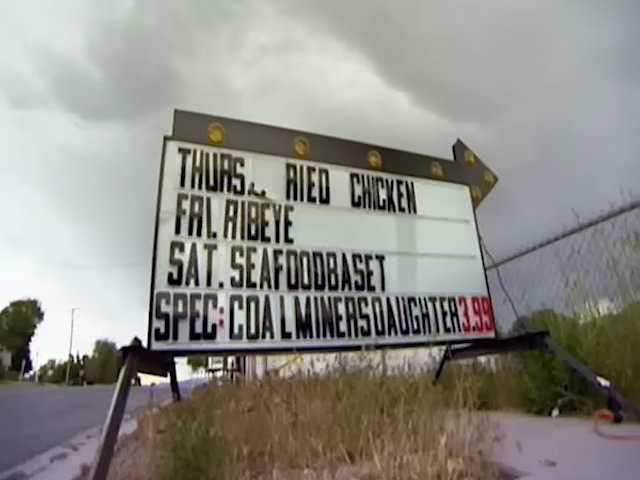 THURS. RIED CHICKEN
FRI. RIBEYE
SAT. SEAFOODBASET
SPEC: COALMINERSDAUGHTER 3.99